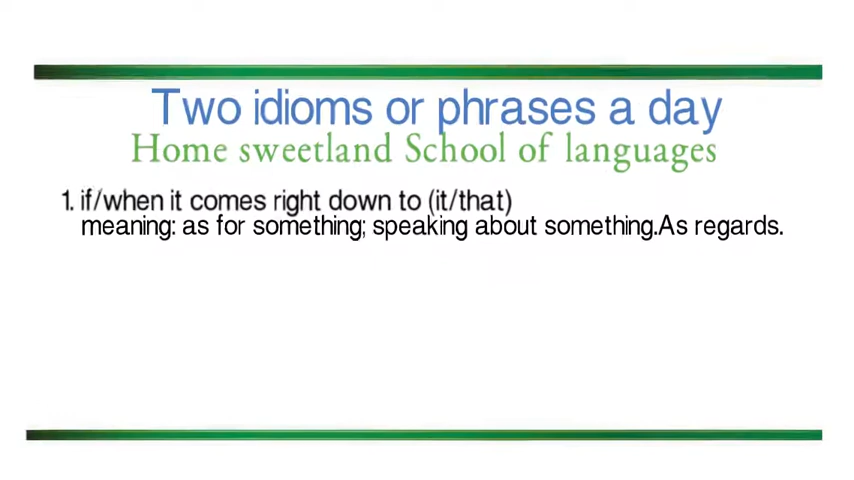 Two idioms or phrases a day
Home sweetland School of languages
1. if/when it comes right down to (it/that)
meaning: as for something; speaking about something.As regards.